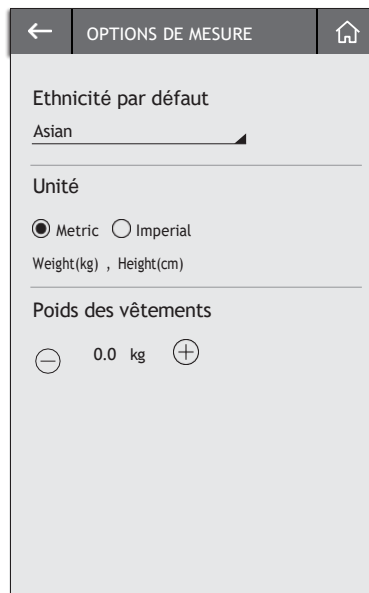 OPTIONS DE MESURE
Ethnicité par défaut
Asian
Unité
Metric Imperial
Weight(kg) , Height(cm)
Poids des vêtements
0.0 kg